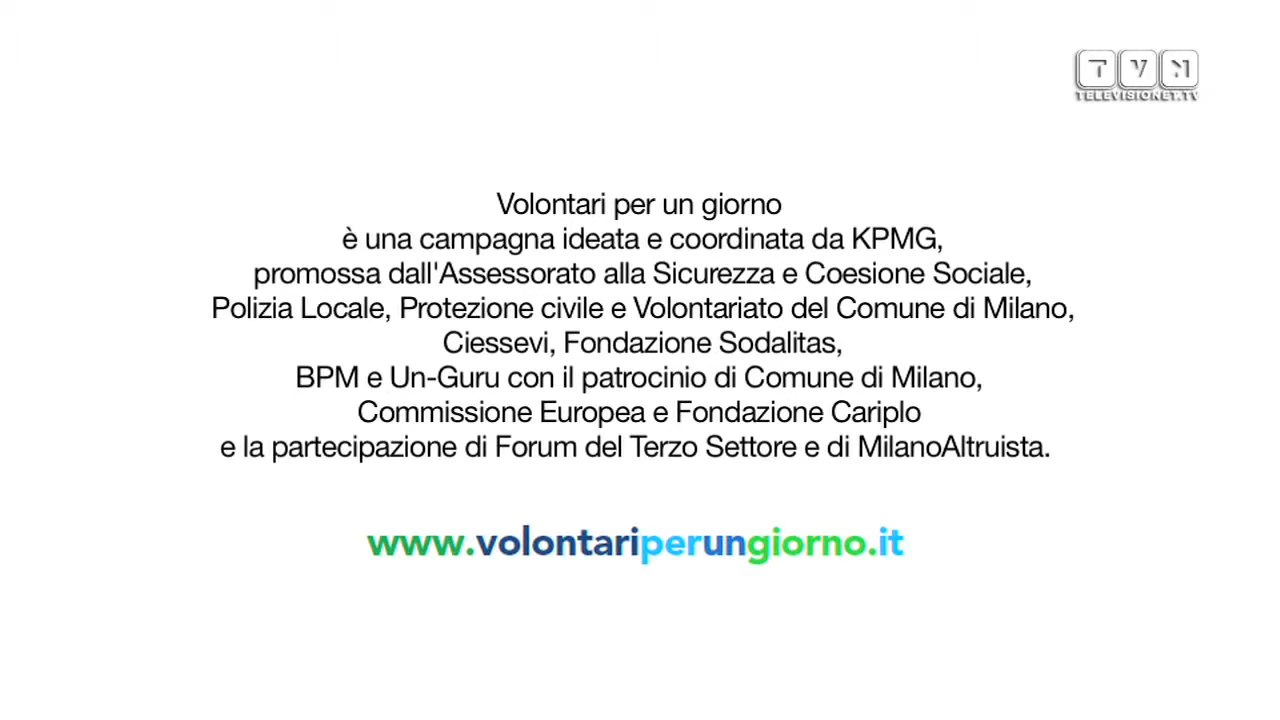 TVN
TELEVISIONET.TV
Volontari per un giorno
è una campagna ideata e coordinata da KPMG,
promossa dall'Assessorato alla Sicurezza e Coesione Sociale,
Polizia Locale, Protezione civile e Volontariato del Comune di Milano,
Ciessevi, Fondazione Sodalitas,
BPM e Un-Guru con il patrocinio di Comune di Milano,
Commissione Europea e Fondazione Cariplo
e la partecipazione di Forum del Terzo Settore e di MilanoAltruista.
www.volontariperungiorno.it